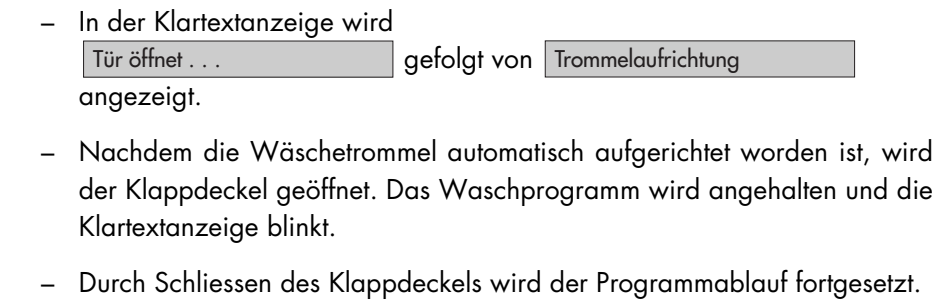 – In der Klartextanzeige wird
Tür öffnet . . . gefolgt von Trommelaufrichtung
angezeigt.
– Nachdem die Wäschetrommel automatisch aufgerichtet worden ist, wird
der Klappdeckel geöffnet. Das Waschprogramm wird angehalten und die
Klartextanzeige blinkt.
– Durch Schliessen des Klappdeckels wird der Programmablauf fortgesetzt.